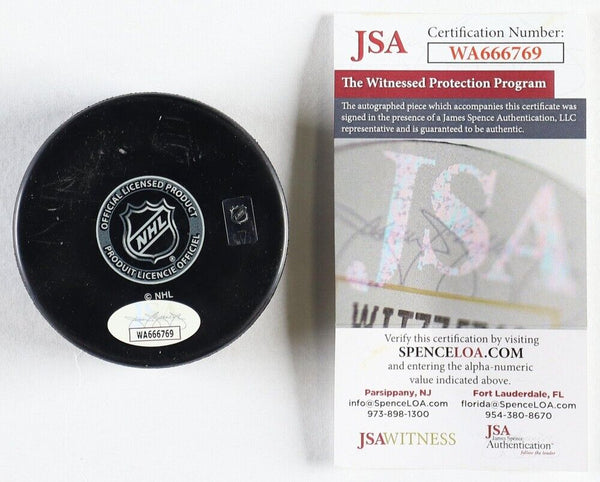 OFFICIAL LICENSED PRODUCT
NHL
PRODUIT LICENCIÉ OFFICIEL
© NHL
WA666769
JSA
Certification Number:
WA666769
The Witnessed Protection Program
The autographed piece which accompanies this certificate was
signed in the presence of a James Spence Authentication, LLC
representative and is guaranteed to be authentic.
JSA
Verify this certification by visiting
SPENCELOA.COM
and entering the alpha-numeric
value indicated above.
Parsippany, NJ
info@SpenceLOA.com
973-898-1300
Fort Lauderdale, FL
florida@SpenceLOA.com
954-380-8670
JSAWITNESS
JSA
James Spence
Authentication
follow the leader